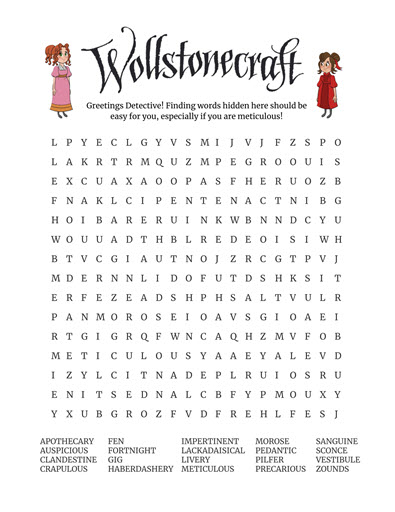 Wollstonecraft
Greetings Detective! Finding words hidden here should be
easy for you, especially if you are meticulous!
L P Y E C L G Y V S M I J V J F Z S P O
L A K R T R M Q U Z M P E G R O O U I S
E X C U A X A O O P A S F H E R U O Z B
F N A K L C I P E N T E N A C T N I B G
H O I B A R E R U I N K W B N N D C Y U
W O U U A D T H B L R E D E O I S I W H
B T V C G I A U T N O J Z R C G T P V J
M D E R N N L I D O F U T D S H K S I T
E R F E Z E A D S H P H S A L T V U L R
P A N M O R O S E I O A V S G I O A E I
R T G I G R Q F W N C A Q H Z M V F O B
M E T I C U L O U S Y A A E Y A L E V D
I Z Y L C I T N A D E P L R U I O S R U
E N I T S E D N A L C B F Y P M O U X Y
Y X U B G R O Z F V D F R E H L F E S J
APOTHECARY FEN IMPERTINENT MOROSE SANGUINE
AUSPICIOUS FORTNIGHT LACKADAISICAL PEDANTIC SCONCE
CLANDESTINE GIG LIVERY PILFER VESTIBULE
CRAPULOUS HABERDASHERY METICULOUS PRECARIOUS ZOUNDS